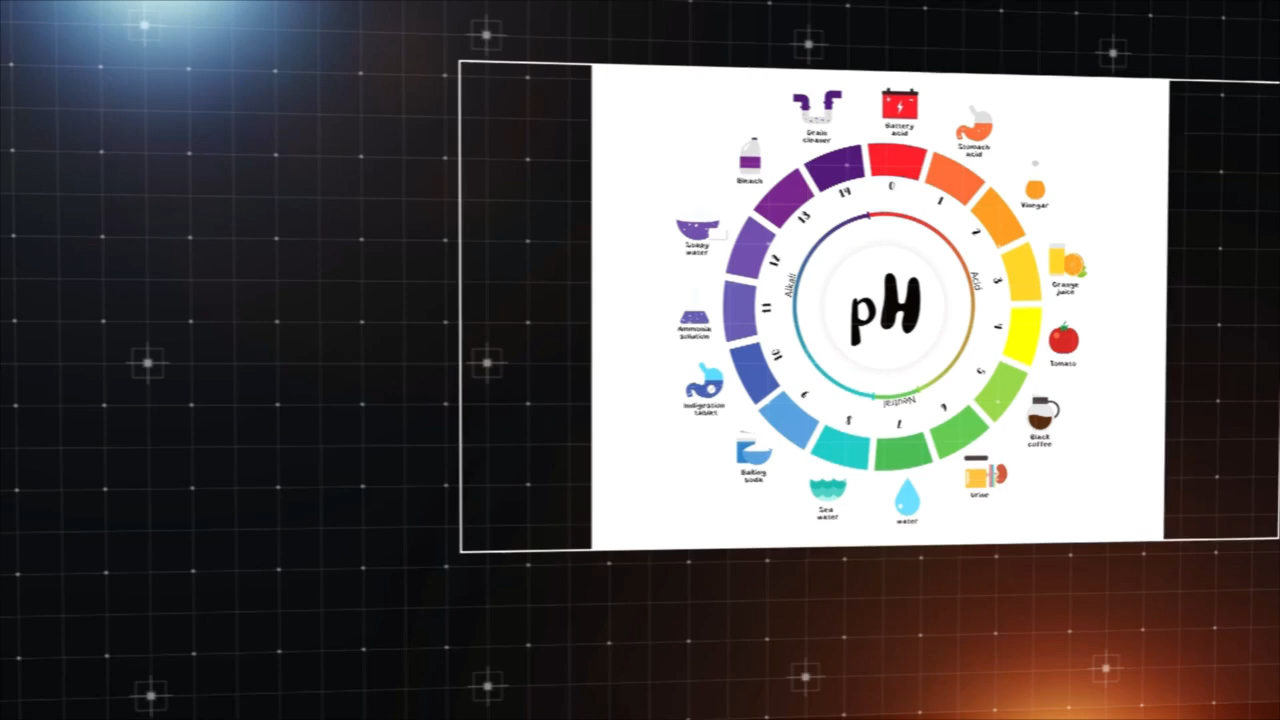 Drain
cleaner
Battery
acid
Stomach
acid
Vinegar
Orange
juice
Tomato
Black
coffee
Urine
water
Sea
water
Baking
soda
Indigestion
tablets
Ammonia
solution
Soapy
water
Bleach
0
1
2
3
4
5
6
7
8
9
10
11
12
13
14
Acid
Neutral
Alkali
pH